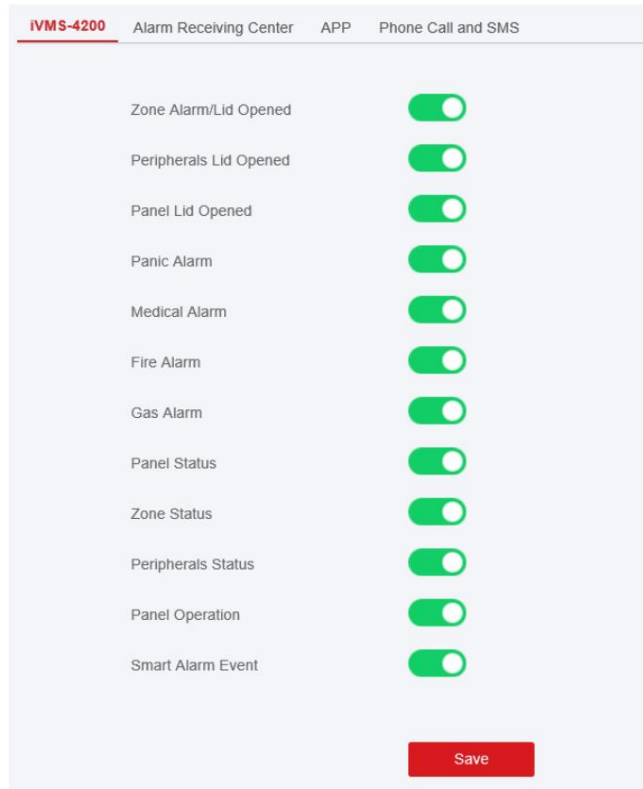 iVMS-4200 Alarm Receiving Center APP Phone Call and SMS
Zone Alarm/Lid Opened
Peripherals Lid Opened
Panel Lid Opened
Panic Alarm
Medical Alarm
Fire Alarm
Gas Alarm
Panel Status
Zone Status
Peripherals Status
Panel Operation
Smart Alarm Event
Save